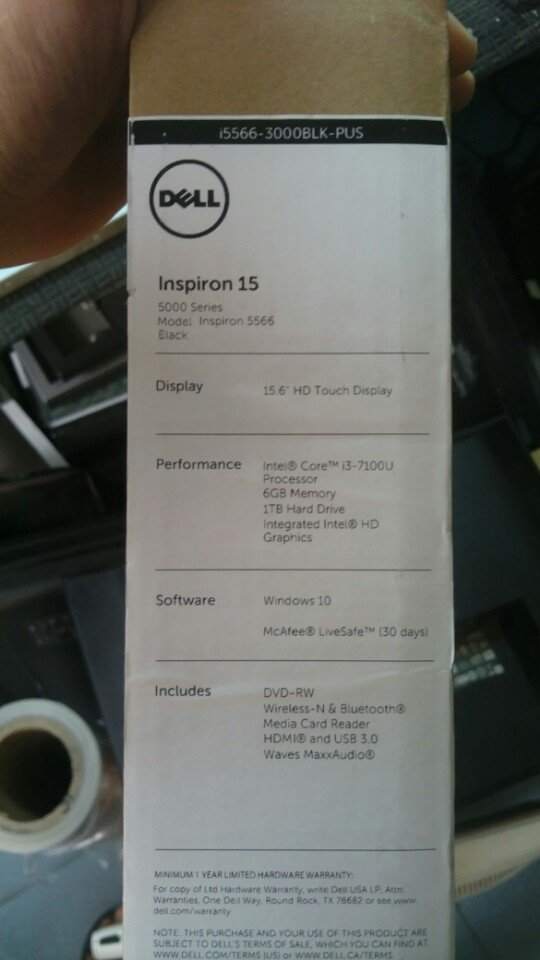 i5566-3000BLK-PUS
DELL
Inspiron 15
5000 Series
Model: Inspiron 5566
Black
Display
15.6" HD Touch Display
Performance
Intel® Core™ i3-7100U
Processor
6GB Memory
1TB Hard Drive
Integrated Intel® HD
Graphics
Software
Windows 10
McAfee® LiveSafe™ (30 days)
Includes
DVD-RW
Wireless-N & Bluetooth®
Media Card Reader
HDMI® and USB 3.0
Waves MaxxAudio®
MINIMUM 1 YEAR LIMITED HARDWARE WARRANTY:
For copy of Ltd Hardware Warranty, write Dell USA LP, Attn:
Warranties, One Dell Way, Round Rock, TX 78682 or see www.
dell.com/warranty
NOTE: THIS PURCHASE AND YOUR USE OF THIS PRODUCT ARE
SUBJECT TO DELL'S TERMS OF SALE, WHICH YOU CAN FIND AT
WWW.DELL.COM/TERMS (US) or WWW.DELL.CA/TERMS